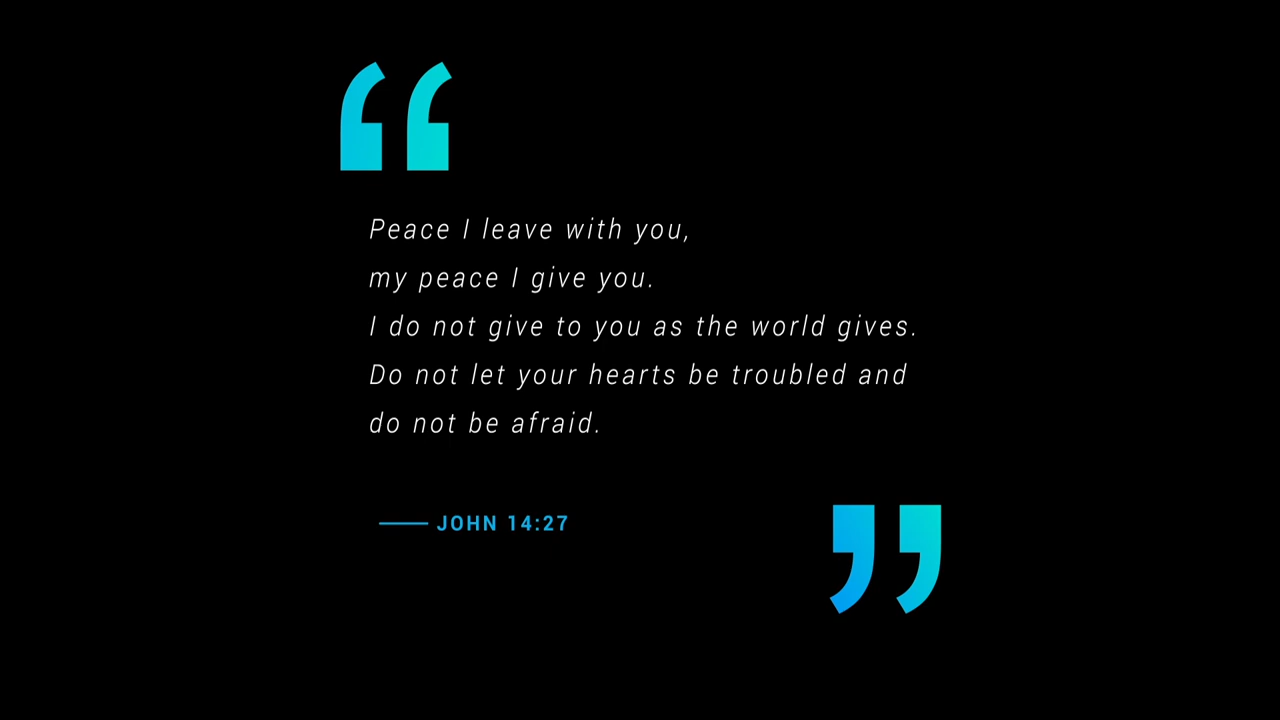 “
Peace I leave with you,
my peace I give you.
I do not give to you as the world gives.
Do not let your hearts be troubled and
do not be afraid.
— JOHN 14:27
”